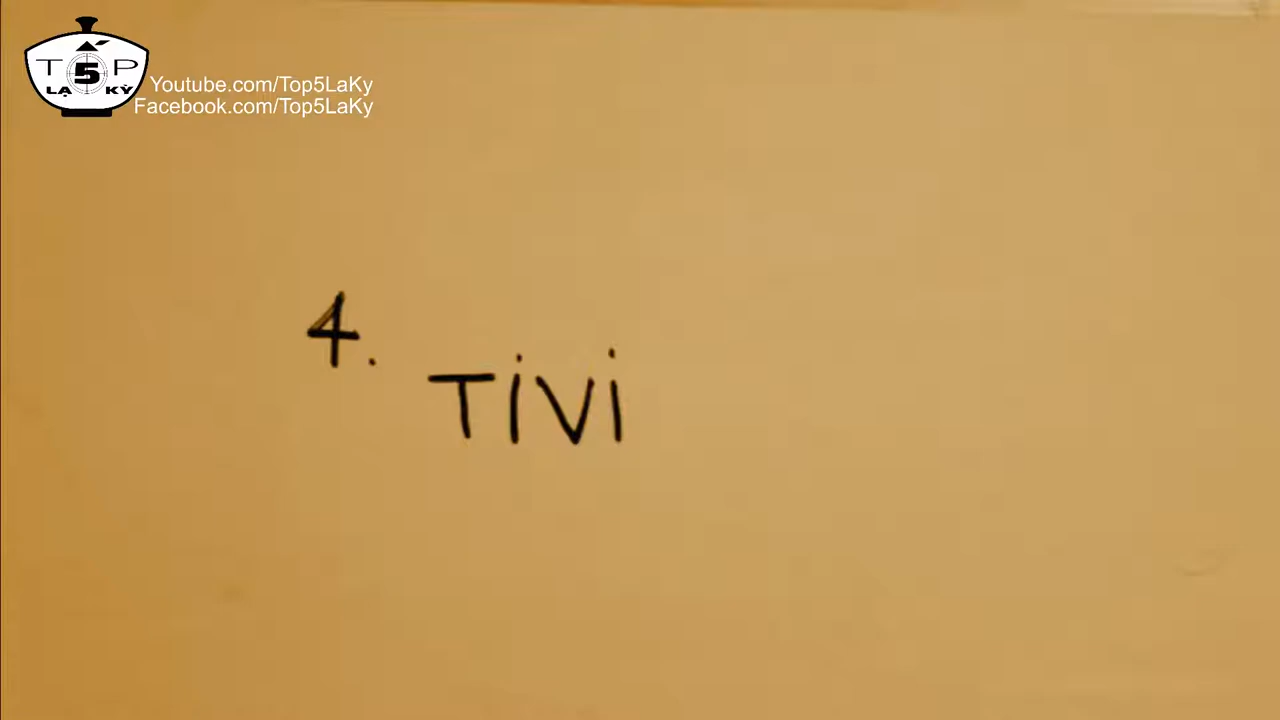 TOP
5
LẠ KỲ
Youtube.com/Top5LaKy
Facebook.com/Top5LaKy
4.
TiVi